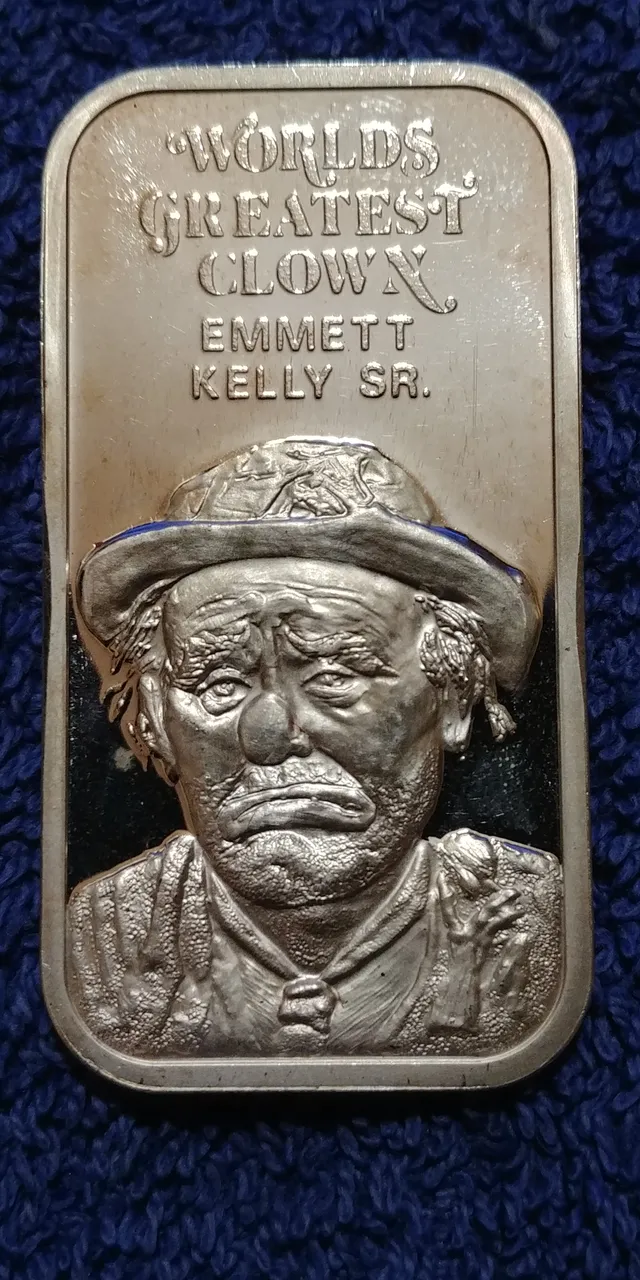 WORLDS
GREATEST
CLOWN
EMMETT
KELLY SR.